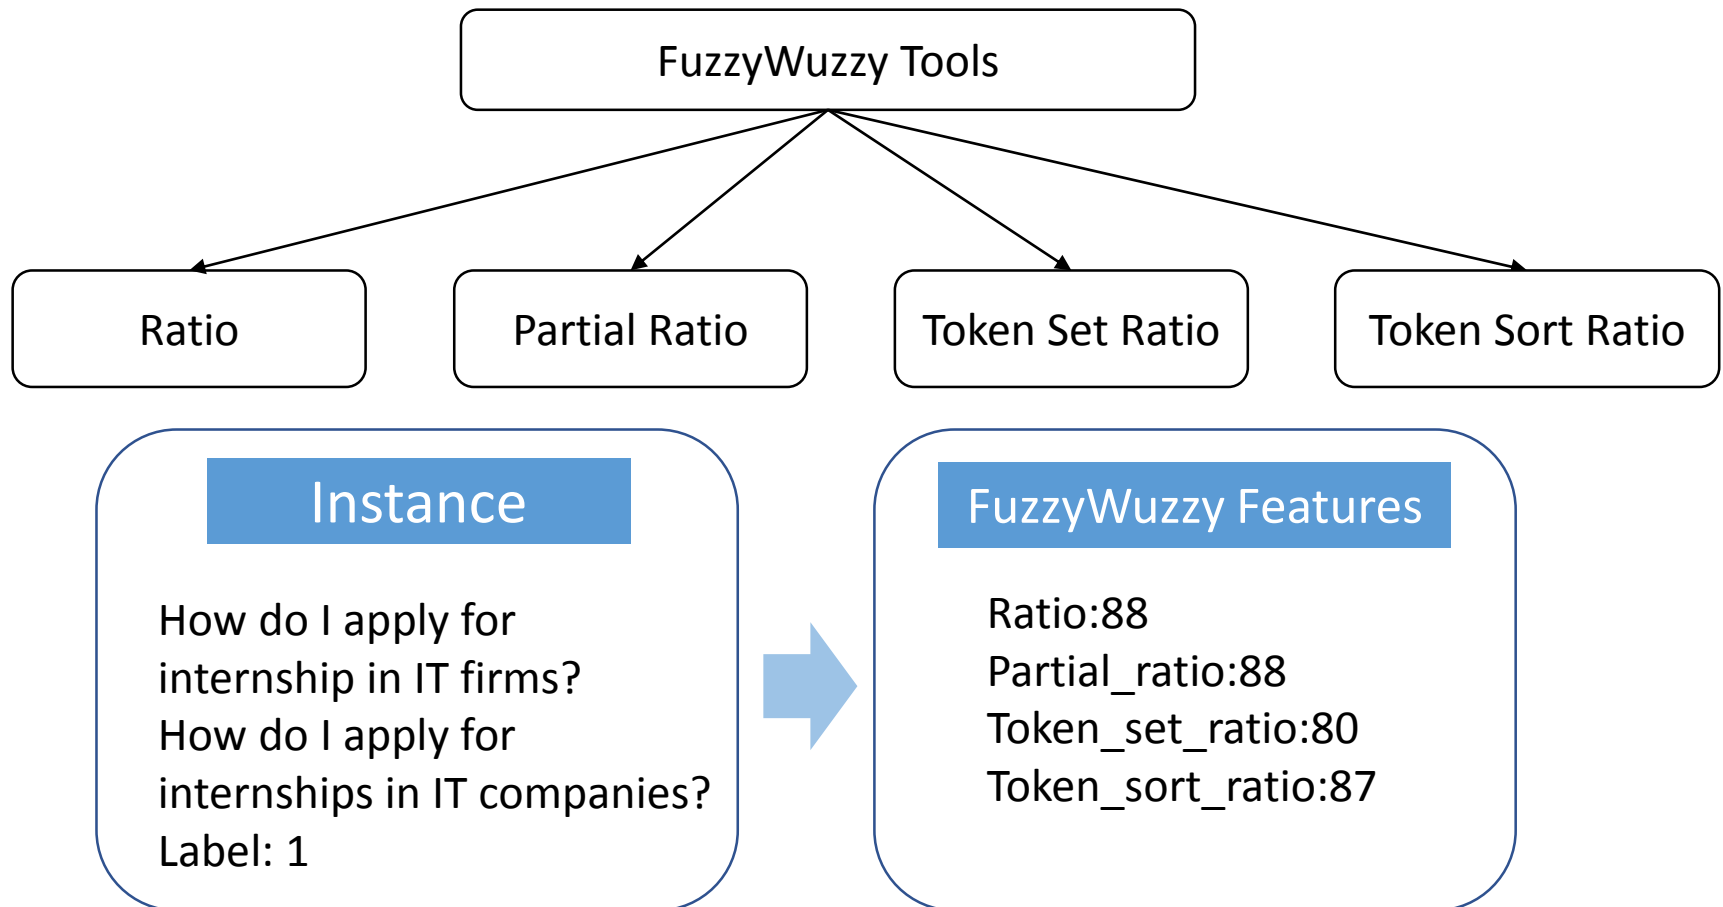 FuzzyWuzzy Tools
Ratio
Partial Ratio
Token Set Ratio
Token Sort Ratio
Instance
How do I apply for
internship in IT firms?
How do I apply for
internships in IT companies?
Label: 1
FuzzyWuzzy Features
Ratio:88
Partial_ratio:88
Token_set_ratio:80
Token_sort_ratio:87